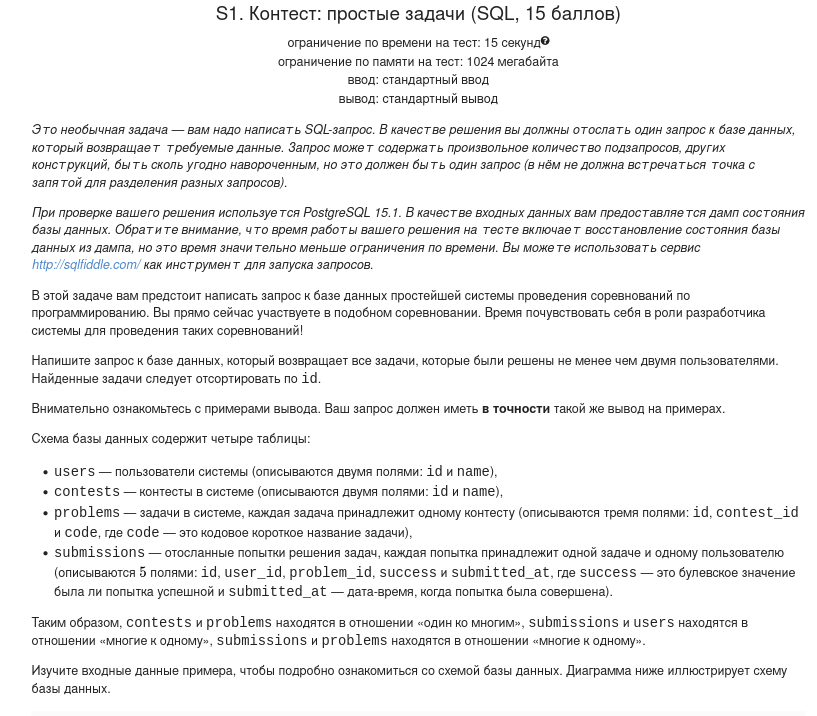 S1. Контест: простые задачи (SQL, 15 баллов)
ограничение по времени на тест: 15 секунд?
ограничение по памяти на тест: 1024 мегабайта
ввод: стандартный ввод
вывод: стандартный вывод
Это необычная задача — вам надо написать SQL-запрос. В качестве решения вы должны отослать один запрос к базе данных,
который возвращает требуемые данные. Запрос может содержать произвольное количество подзапросов, других
конструкций, быть сколь угодно навороченным, но это должен быть один запрос (в нём не должна встречаться точка с
запятой для разделения разных запросов).
При проверке вашего решения используется PostgreSQL 15.1. В качестве входных данных вам предоставляется дамп состояния
базы данных. Обратите внимание, что время работы вашего решения на тесте включает восстановление состояния базы
данных из дампа, но это время значительно меньше ограничения по времени. Вы можете использовать сервис
http://sqlfiddle.com/ как инструмент для запуска запросов.
В этой задаче вам предстоит написать запрос к базе данных простейшей системы проведения соревнований по
программированию. Вы прямо сейчас участвуете в подобном соревновании. Время почувствовать себя в роли разработчика
системы для проведения таких соревнований!
Напишите запрос к базе данных, который возвращает все задачи, которые были решены не менее чем двумя пользователями.
Найденные задачи следует отсортировать по id.
Внимательно ознакомьтесь с примерами вывода. Ваш запрос должен иметь в точности такой же вывод на примерах.
Схема базы данных содержит четыре таблицы:
• users — пользователи системы (описываются двумя полями: id и name),
• contests — контесты в системе (описываются двумя полями: id и name),
• problems — задачи в системе, каждая задача принадлежит одному контесту (описываются тремя полями: id, contest_id
и code, где code — это кодовое короткое название задачи),
• submissions — отосланные попытки решения задач, каждая попытка принадлежит одной задаче и одному пользователю
(описываются 5 полями: id, user_id, problem_id, success и submitted_at, где success — это булевское значение
была ли попытка успешной и submitted_at — дата-время, когда попытка была совершена).
Таким образом, contests и problems находятся в отношении «один ко многим», submissions и users находятся в
отношении «многие к одному», submissions и problems находятся в отношении «многие к одному».
Изучите входные данные примера, чтобы подробно ознакомиться со схемой базы данных. Диаграмма ниже иллюстрирует схему
базы данных.